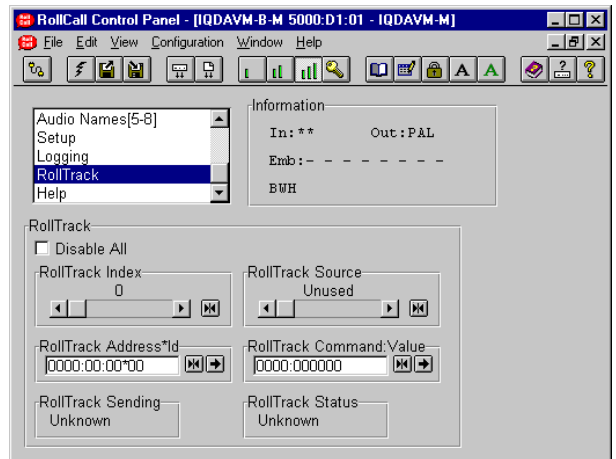 RollCall Control Panel - [IQDAVM-B-M 5000:D1:01 - IQDAVM-M]
File Edit View Configuration Window Help
A A
Audio Names[5-8]
Setup
Logging
RollTrack
Help
Information
In:** Out:PAL
Emb:- - - - - - - -
BWH
RollTrack
Disable All
RollTrack Index
0
RollTrack Source
Unused
RollTrack Address*Id
0000:00:00*00
RollTrack Command:Value
0000:000000
RollTrack Sending
Unknown
RollTrack Status
Unknown